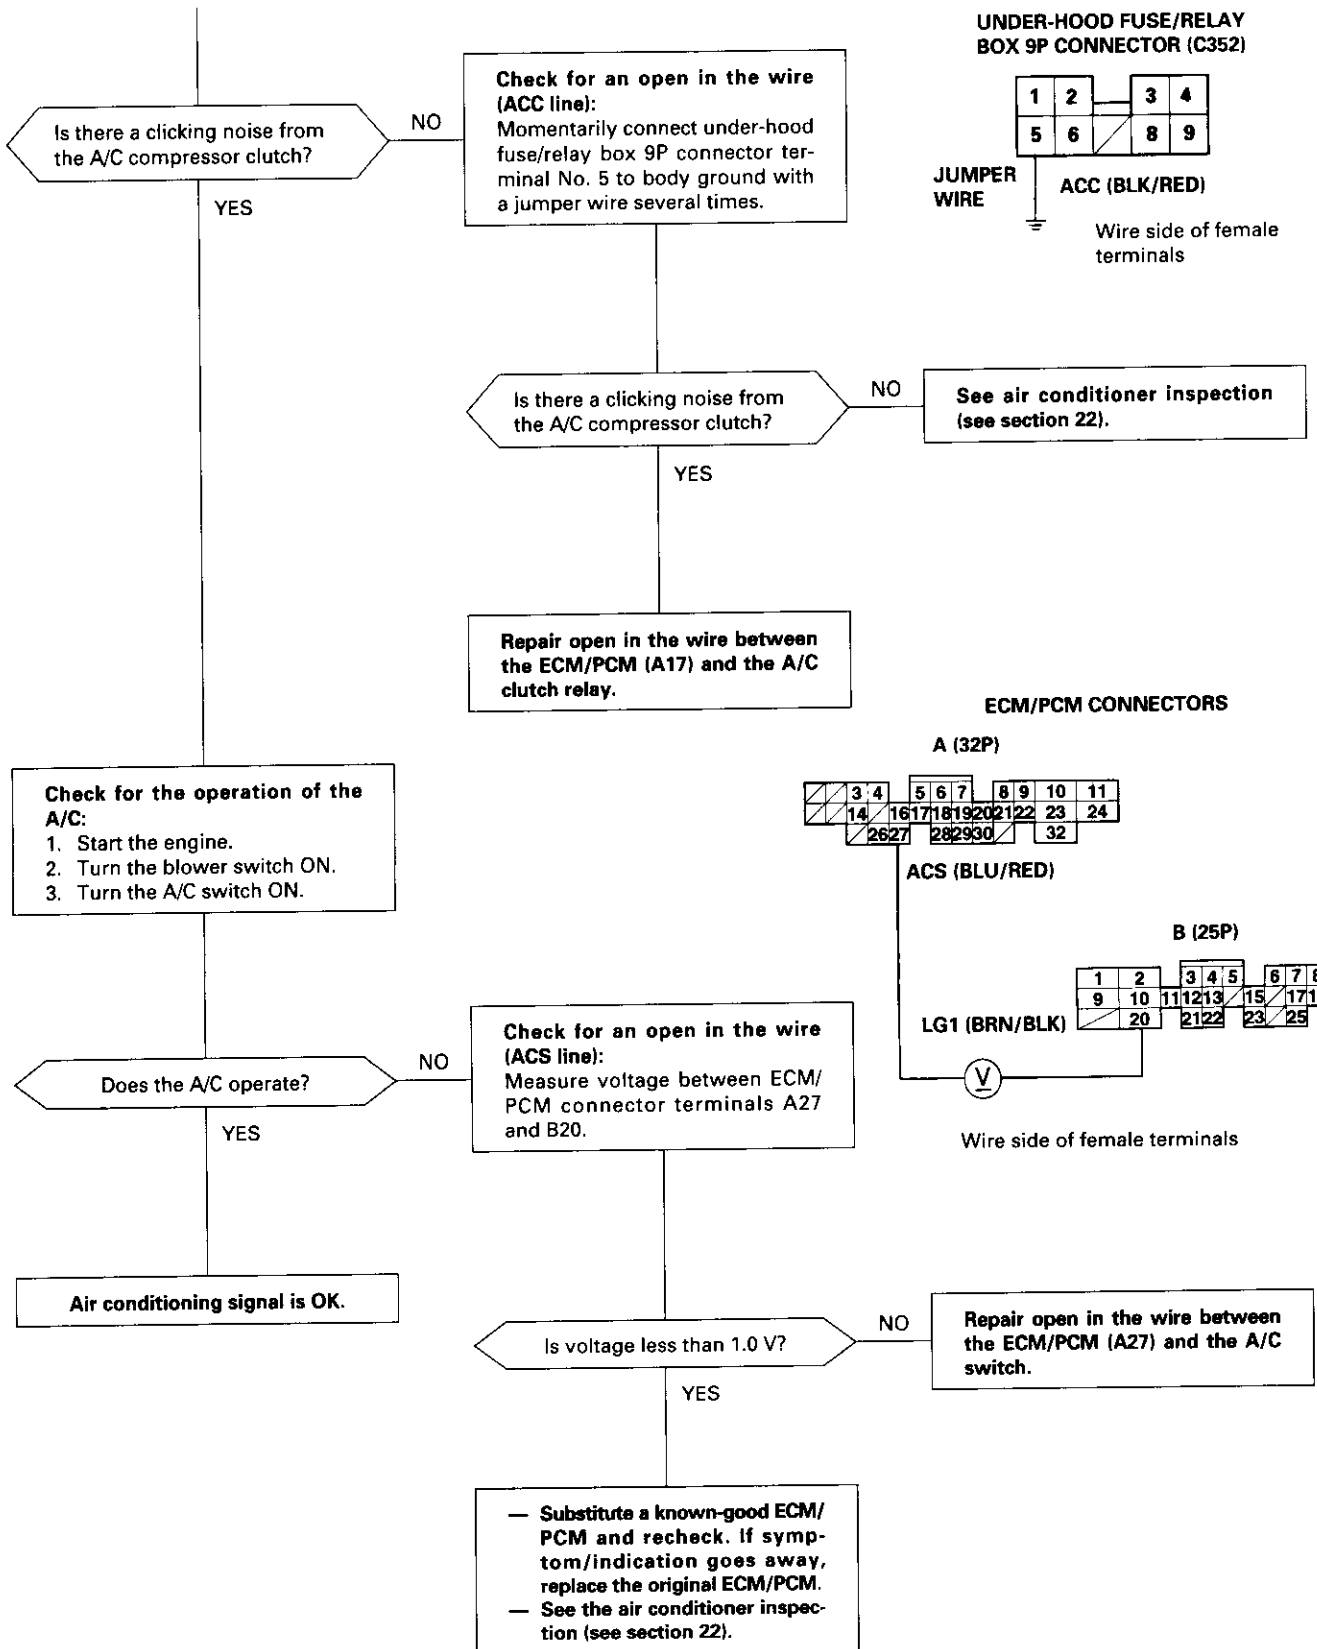 UNDER-HOOD FUSE/RELAY
BOX 9P CONNECTOR (C352)
1 2 3 4
5 6 8 9
JUMPER
WIRE
ACC (BLK/RED)
Wire side of female
terminals
Is there a clicking noise from
the A/C compressor clutch?
NO
YES
Check for an open in the wire
(ACC line):
Momentarily connect under-hood
fuse/relay box 9P connector ter-
minal No. 5 to body ground with
a jumper wire several times.
Is there a clicking noise from
the A/C compressor clutch?
NO
YES
See air conditioner inspection
(see section 22).
Repair open in the wire between
the ECM/PCM (A17) and the A/C
clutch relay.
ECM/PCM CONNECTORS
A (32P)
3 4 5 6 7 8 9 10 11
14 16 17 18 19 20 21 22 23 24
26 27 28 29 30 32
ACS (BLU/RED)
B (25P)
1 2 3 4 5 6 7 8
9 10 11 12 13 15 17 1
20 21 22 23 25
LG1 (BRN/BLK)
V
Wire side of female terminals
Check for the operation of the
A/C:
1. Start the engine.
2. Turn the blower switch ON.
3. Turn the A/C switch ON.
Does the A/C operate?
NO
YES
Check for an open in the wire
(ACS line):
Measure voltage between ECM/
PCM connector terminals A27
and B20.
Air conditioning signal is OK.
Is voltage less than 1.0 V?
NO
YES
Repair open in the wire between
the ECM/PCM (A27) and the A/C
switch.
— Substitute a known-good ECM/
PCM and recheck. If symp-
tom/indication goes away,
replace the original ECM/PCM.
— See the air conditioner inspec-
tion (see section 22).